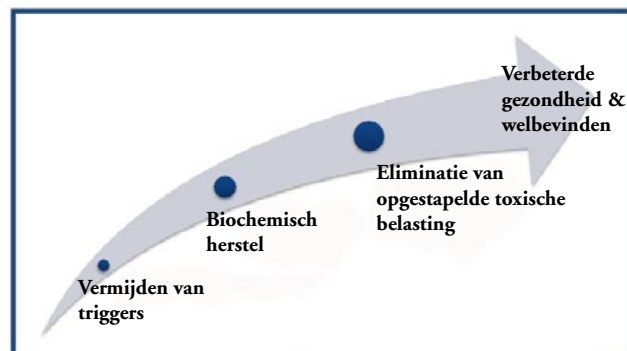 Vermijden van
triggers
Biochemisch
herstel
Eliminatie van
opgestapelde toxische
belasting
Verbeterde
gezondheid &
welbevinden